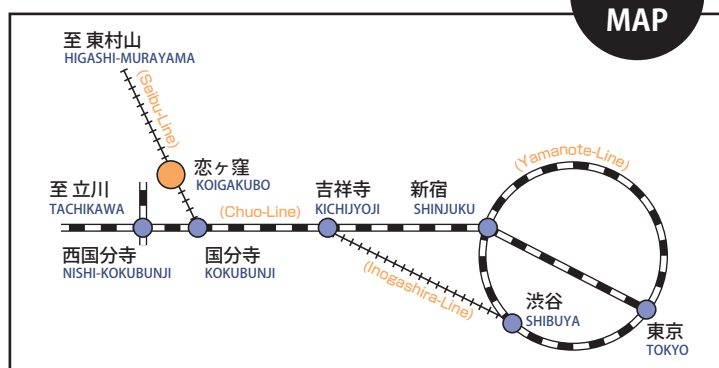 MAP
至 東村山
HIGASHI-MURAYAMA
(Seibu-Line)
(Yamanote-Line)
恋ヶ窪
KOIGAKUBO
至 立川
TACHIKAWA
吉祥寺
KICHIJYOJI
新宿
SHINJUKU
(Chuo-Line)
西国分寺
NISHI-KOKUBUNJI
国分寺
KOKUBUNJI
(Inogashira-Line)
渋谷
SHIBUYA
東京
TOKYO